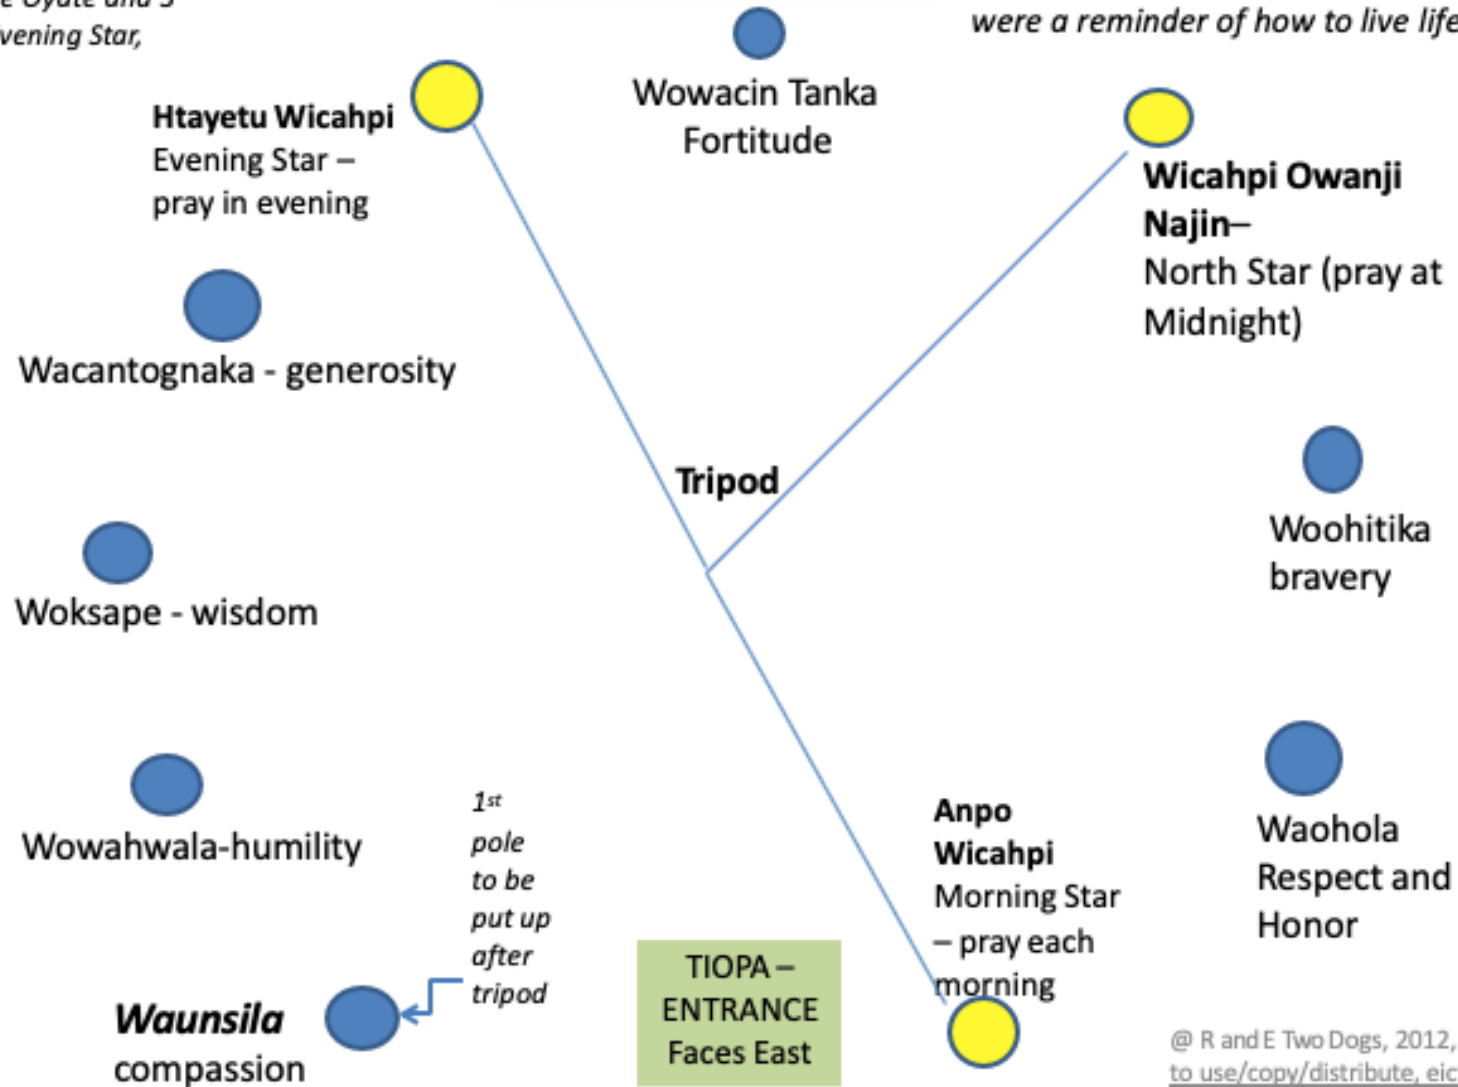 e Oyate and 3
vening Star,
were a reminder of how to live life
Wowacin Tanka
Fortitude
Htayetu Wicahpi
Evening Star –
pray in evening
Wicahpi Owanji
Najin–
North Star (pray at
Midnight)
Wacantognaka - generosity
Tripod
Woohitika
bravery
Woksape - wisdom
Wowahwala-humility
1st
pole
to be
put up
after
tripod
Anpo
Wicahpi
Morning Star
– pray each
morning
Waohola
Respect and
Honor
Waunsila
compassion
TIOPA –
ENTRANCE
Faces East
@ R and E Two Dogs, 2012,
to use/copy/distribute, eic